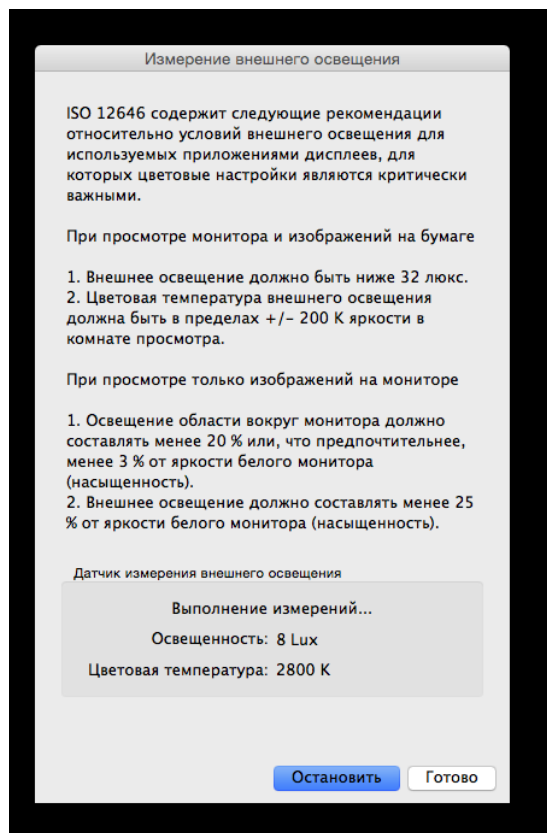 Измерение внешнего освещения
ISO 12646 содержит следующие рекомендации
относительно условий внешнего освещения для
используемых приложениями дисплеев, для
которых цветовые настройки являются критически
важными.
При просмотре монитора и изображений на бумаге
1. Внешнее освещение должно быть ниже 32 люкс.
2. Цветовая температура внешнего освещения
должна быть в пределах +/- 200 K яркости в
комнате просмотра.
При просмотре только изображений на мониторе
1. Освещение области вокруг монитора должно
составлять менее 20 % или, что предпочтительнее,
менее 3 % от яркости белого монитора
(насыщенность).
2. Внешнее освещение должно составлять менее 25
% от яркости белого монитора (насыщенность).
Датчик измерения внешнего освещения
Выполнение измерений...
Освещенность: 8 Lux
Цветовая температура: 2800 K
Остановить Готово